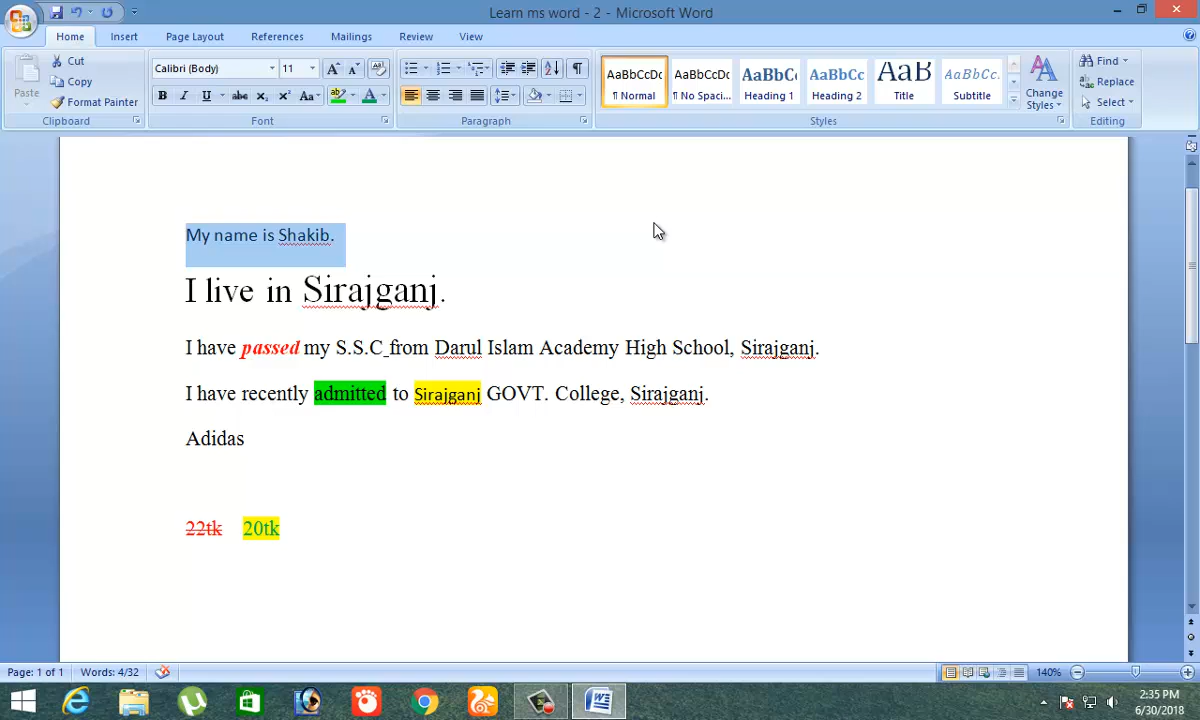 Learn ms word - 2 - Microsoft Word
Home Insert Page Layout References Mailings Review View
Paste
Cut
Copy
Format Painter
Clipboard
Calibri (Body) 11
Font
Paragraph
AaBbCcDc AaBbCcDc AaBbCc AaBbCc AaB AaBbCc.
¶ Normal ¶ No Spaci... Heading 1 Heading 2 Title Subtitle
Change Styles
Styles
Find
Replace
Select
Editing
My name is Shakib.
I live in Sirajganj.
I have passed my S.S.C from Darul Islam Academy High School, Sirajganj.
I have recently admitted to Sirajganj GOVT. College, Sirajganj.
Adidas
22tk 20tk
Page: 1 of 1 Words: 4/32 140%
2:35 PM
6/30/2018